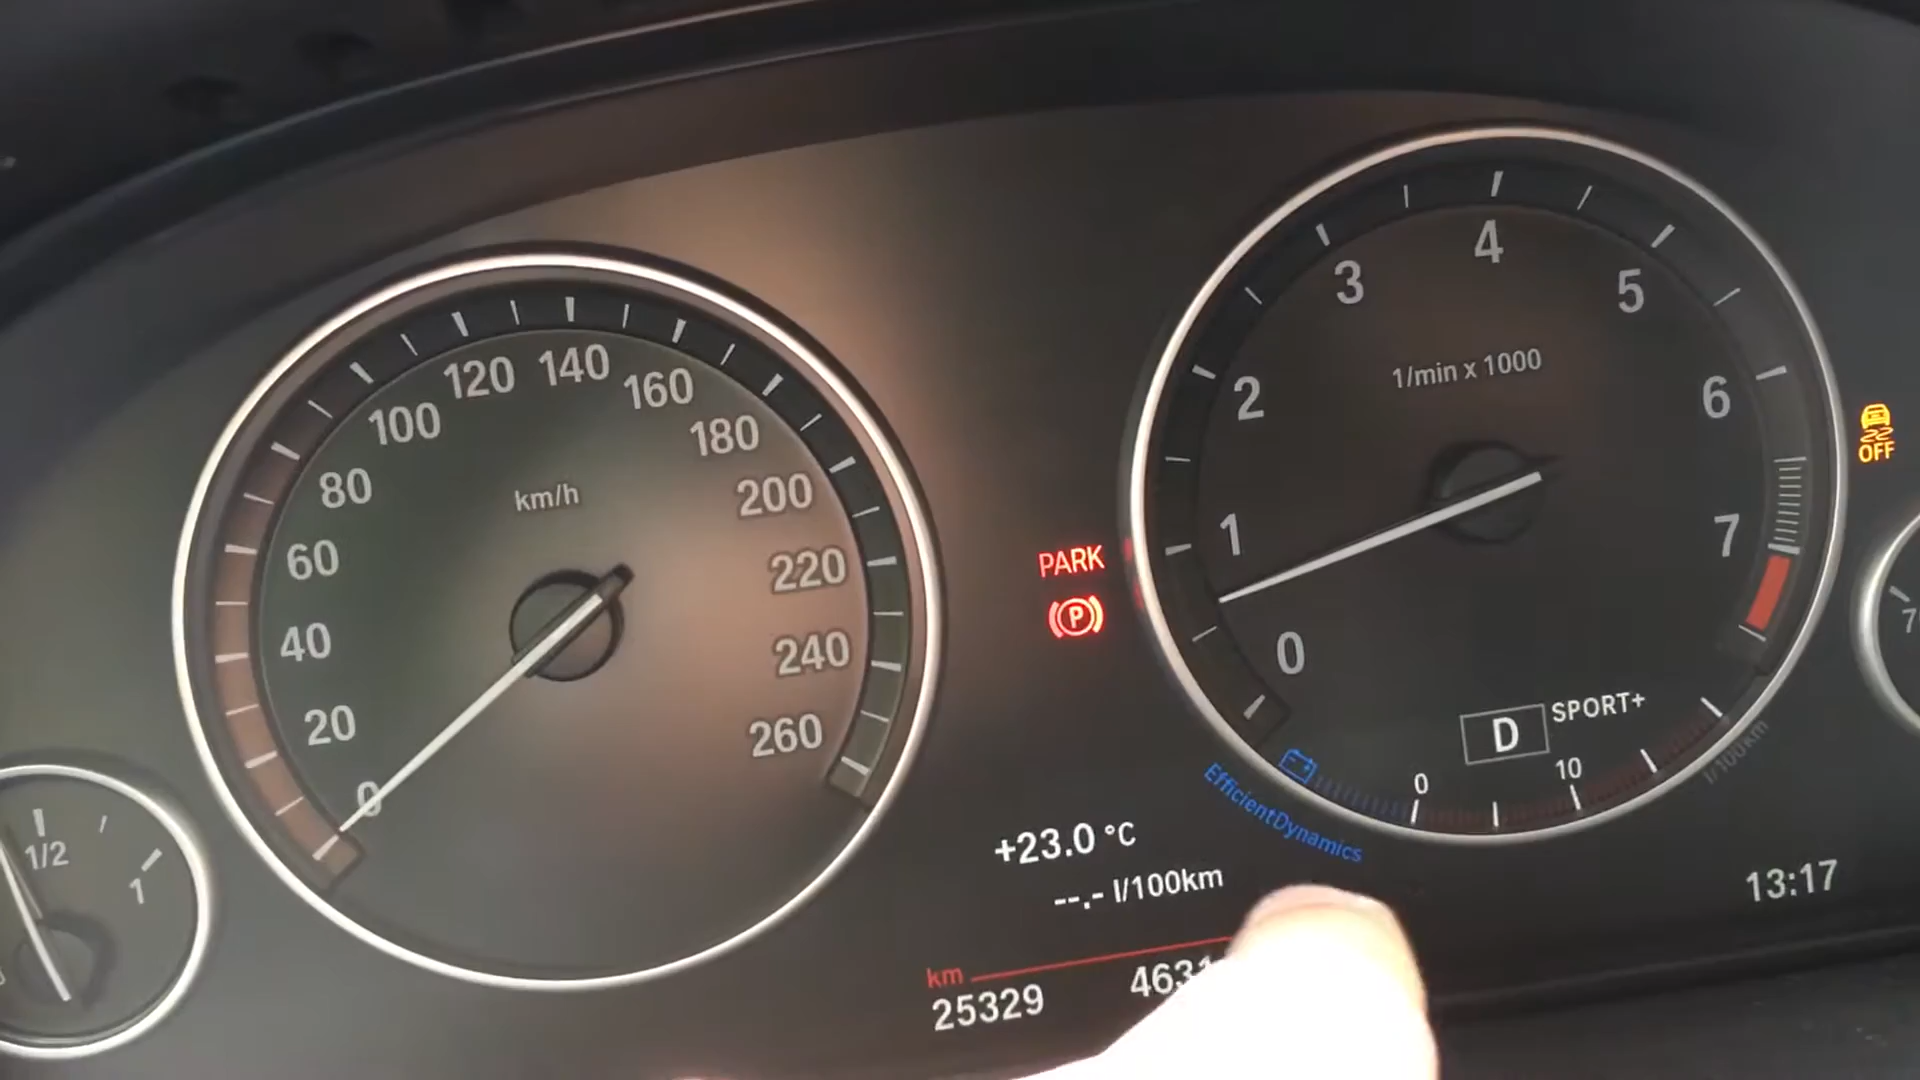 120 140
100 160
80 180
60 200
40 220
20 240
0 260
km/h
1/2
1
4
3 5
2 6
1 7
0
1/min x 1000
OFF
PARK
P
D SPORT+
0 10
l/100km
EfficientDynamics
+23.0 °C
--.- l/100km
13:17
km
25329
7